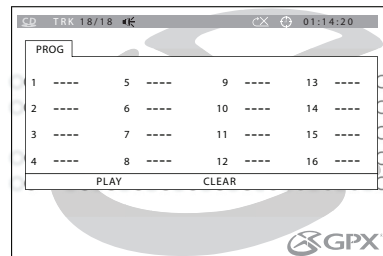 CD TRK 18/18 01:14:20
PROG
1 ---- 5 ---- 9 ---- 13 ----
2 ---- 6 ---- 10 ---- 14 ----
3 ---- 7 ---- 11 ---- 15 ----
4 ---- 8 ---- 12 ---- 16 ----
PLAY CLEAR
GPX